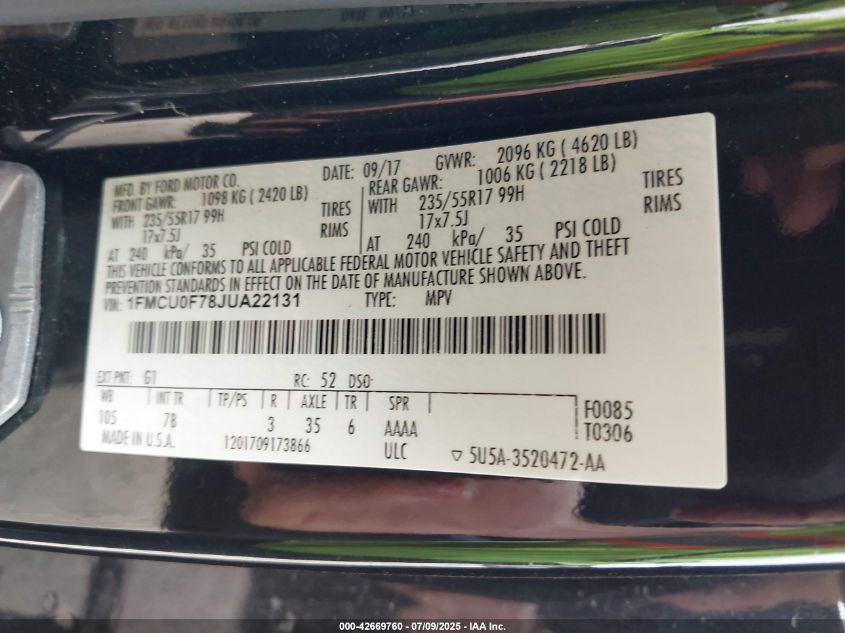 MFD. BY FORD MOTOR CO. DATE: 09/17 GVWR: 2096 KG ( 4620 LB)
FRONT GAWR: 1098 KG ( 2420 LB) REAR GAWR: 1006 KG ( 2218 LB)
WITH 235/55R17 99H TIRES WITH 235/55R17 99H TIRES
17x7.5J RIMS 17x7.5J RIMS
AT 240 kPa/ 35 PSI COLD AT 240 kPa/ 35 PSI COLD
THIS VEHICLE CONFORMS TO ALL APPLICABLE FEDERAL MOTOR VEHICLE SAFETY AND THEFT
PREVENTION STANDARDS IN EFFECT ON THE DATE OF MANUFACTURE SHOWN ABOVE.
VIN: 1FMCU0F78JUA22131 TYPE: MPV
EXT PNT: G1 RC: 52 DSO:
WB INT TR TP/PS R AXLE TR SPR F0085
105 7B 3 35 6 AAAA T0306
MADE IN U.S.A. 1201709173866 ULC ▽ 5U5A-3520472-AA
000-42669760 - 07/09/2025 - IAA Inc.